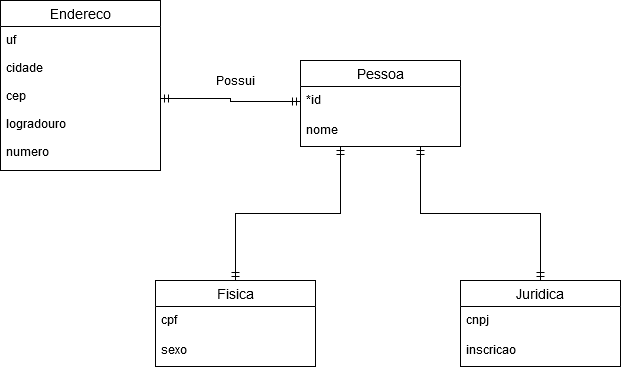 Endereco
uf
cidade
cep
logradouro
numero
Possui
Pessoa
*id
nome
Fisica
cpf
sexo
Juridica
cnpj
inscricao